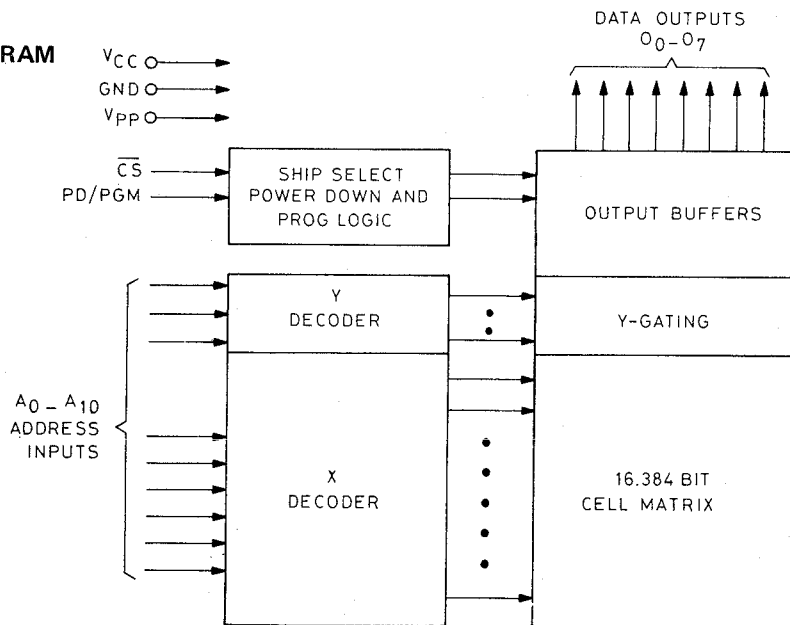 RAM
VCC
GND
VPP
CS
PD/PGM
SHIP SELECT
POWER DOWN AND
PROG LOGIC
DATA OUTPUTS
O0-O7
OUTPUT BUFFERS
Y
DECODER
Y-GATING
A0 - A10
ADDRESS
INPUTS
X
DECODER
16.384 BIT
CELL MATRIX